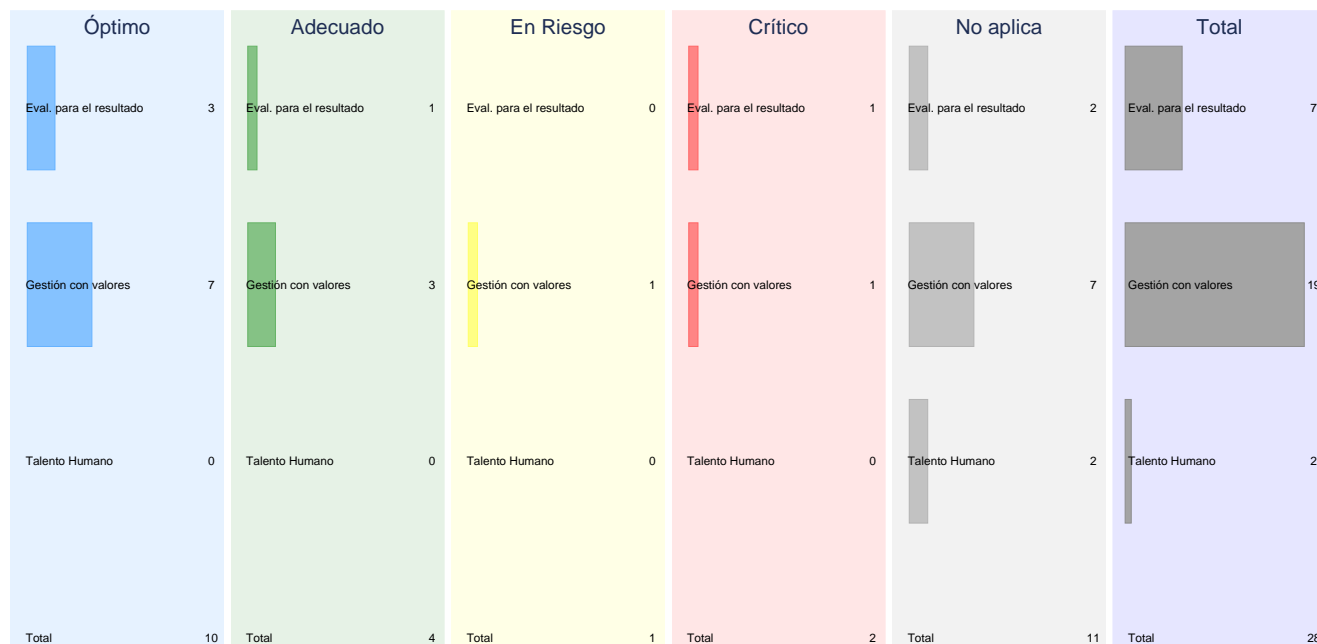 Óptimo Adecuado En Riesgo Crítico No aplica Total
Eval. para el resultado 3 Eval. para el resultado 1 Eval. para el resultado 0 Eval. para el resultado 1 Eval. para el resultado 2 Eval. para el resultado 7
Gestión con valores 7 Gestión con valores 3 Gestión con valores 1 Gestión con valores 1 Gestión con valores 7 Gestión con valores 19
Talento Humano 0 Talento Humano 0 Talento Humano 0 Talento Humano 0 Talento Humano 2 Talento Humano 2
Total 10 Total 4 Total 1 Total 2 Total 11 Total 28